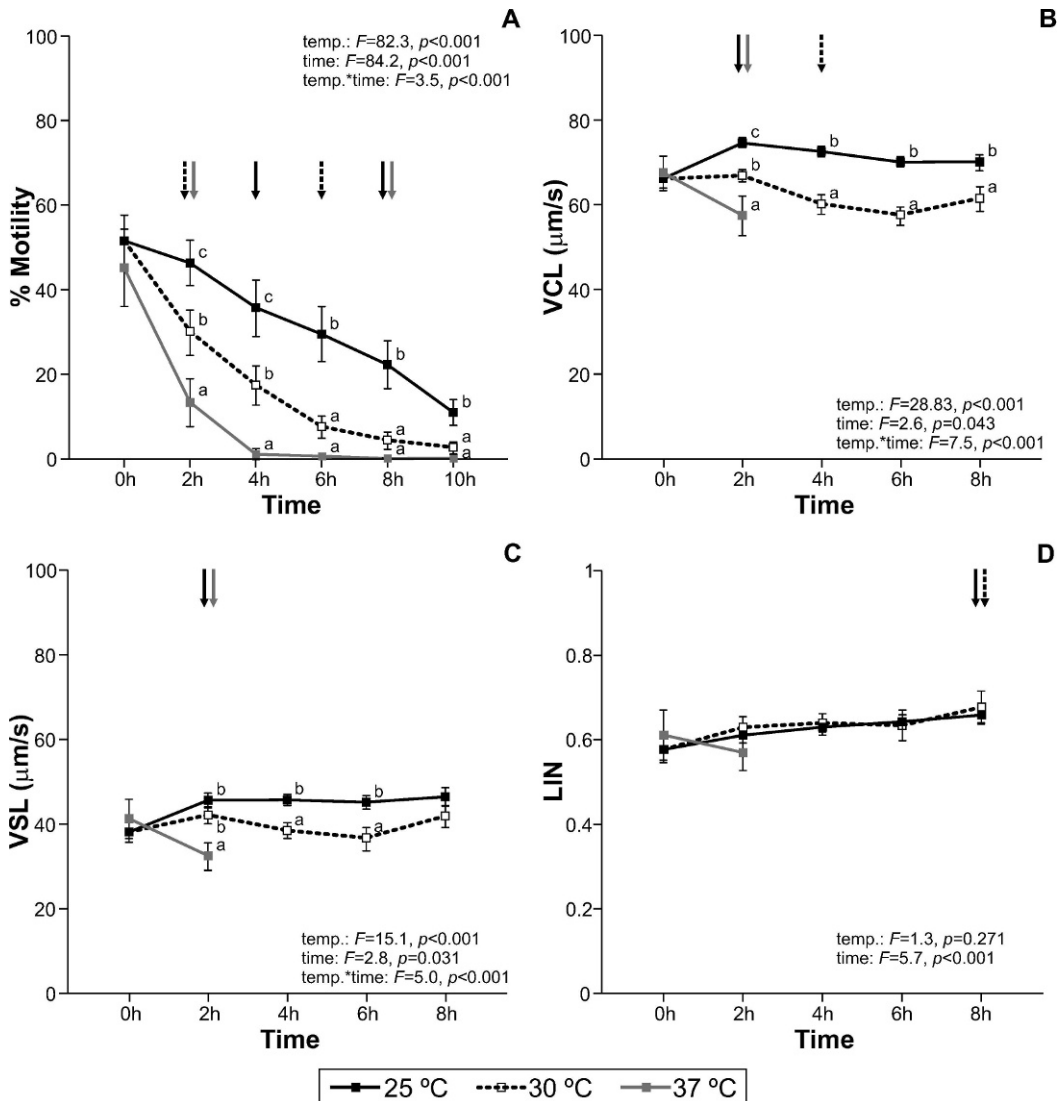 A
% Motility
100
80
60
40
20
0
temp.: F=82.3, p<0.001
time: F=84.2, p<0.001
temp.*time: F=3.5, p<0.001
c
c
b
b
b
b
b
a
a
a
a
a
a
a
a
0h 2h 4h 6h 8h 10h
Time
B
VCL (μm/s)
100
80
60
40
20
0
c
b
b
b
b
a
a
a
a
temp.: F=28.83, p<0.001
time: F=2.6, p=0.043
temp.*time: F=7.5, p<0.001
0h 2h 4h 6h 8h
Time
C
VSL (μm/s)
100
80
60
40
20
0
b
b
b
b
a
a
a
temp.: F=15.1, p<0.001
time: F=2.8, p=0.031
temp.*time: F=5.0, p<0.001
0h 2h 4h 6h 8h
Time
D
LIN
1
0.8
0.6
0.4
0.2
0
temp.: F=1.3, p=0.271
time: F=5.7, p<0.001
0h 2h 4h 6h 8h
Time
25 ºC 30 ºC 37 ºC